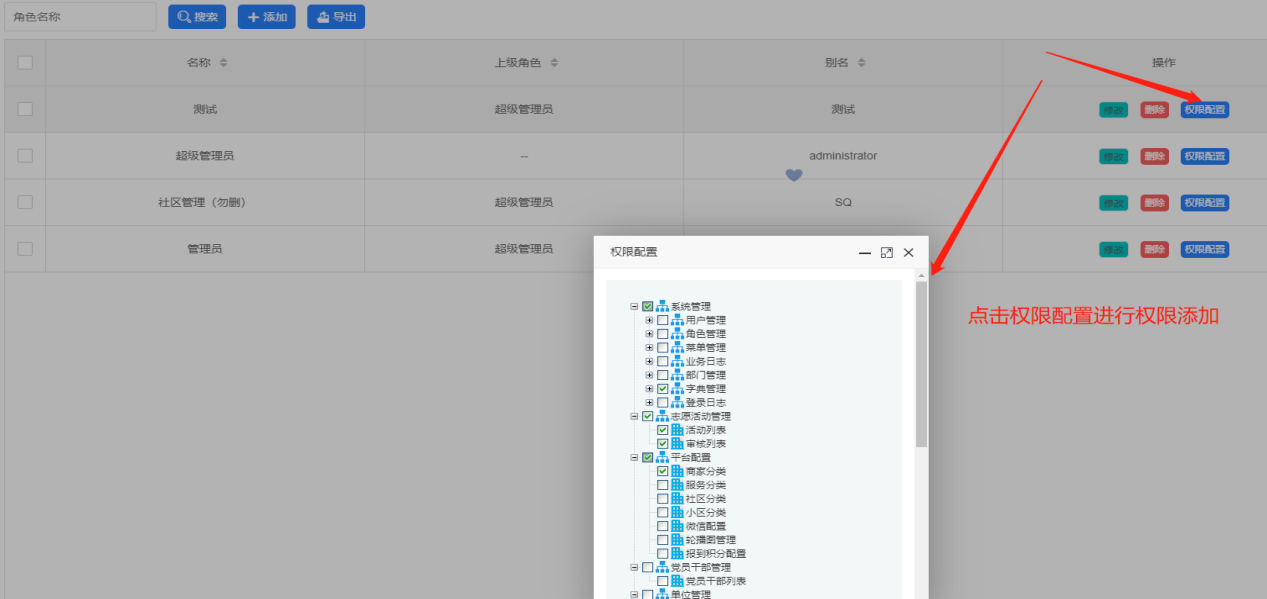 角色名称 搜索 添加 导出
名称 上级角色 别名 操作
测试 超级管理员 测试 修改 删除 权限配置
超级管理员 -- administrator 修改 删除 权限配置
社区管理（勿删） 超级管理员 SQ 修改 删除 权限配置
管理员 超级管理员 修改 删除 权限配置
权限配置
点击权限配置进行权限添加
系统管理
用户管理
角色管理
菜单管理
业务日志
部门管理
字典管理
登录日志
志愿活动管理
活动列表
审核列表
平台配置
商家分类
服务分类
社区分类
小区分类
微信配置
轮播图管理
报到积分配置
党员干部管理
党员干部列表
单位管理